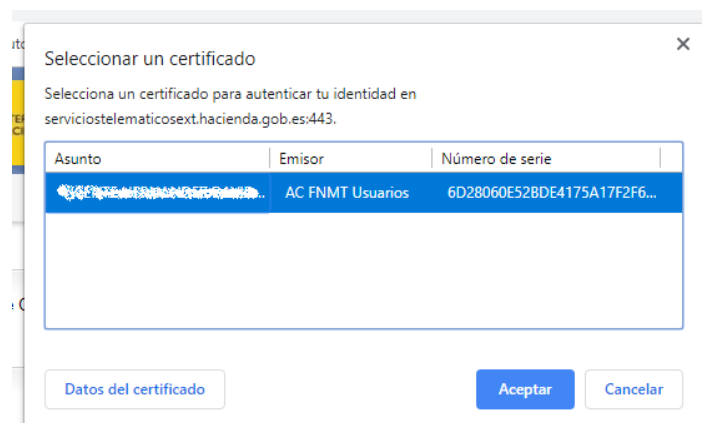 Seleccionar un certificado
Selecciona un certificado para autenticar tu identidad en
serviciostelematicosext.hacienda.gob.es:443.
Asunto Emisor Número de serie
AC FNMT Usuarios 6D28060E52BDE4175A17F2F6...
Datos del certificado Aceptar Cancelar